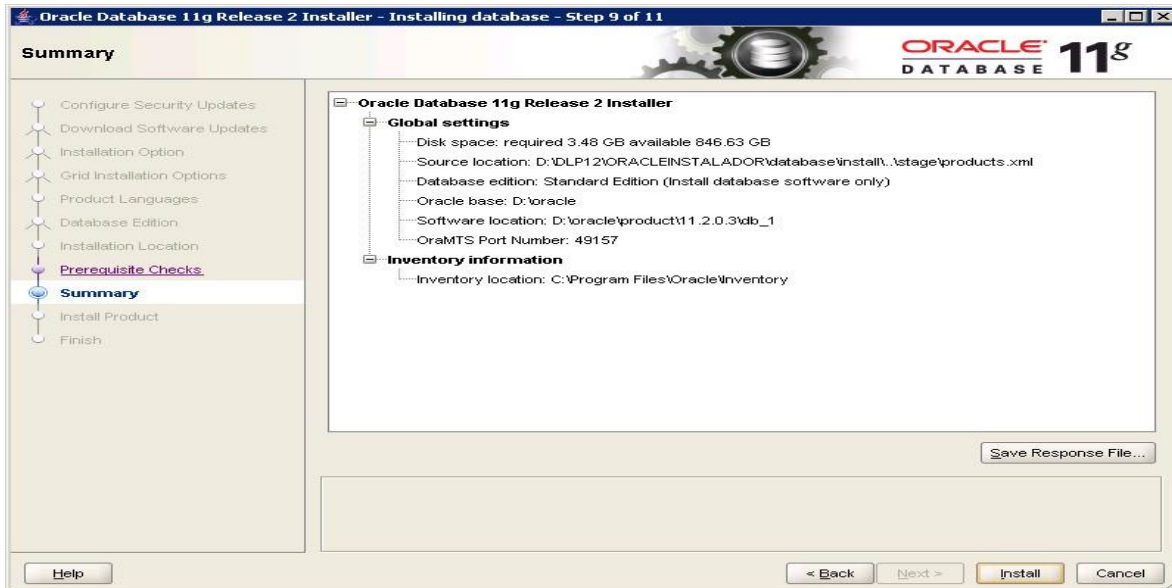 Oracle Database 11g Release 2 Installer - Installing database - Step 9 of 11
Summary
ORACLE
DATABASE
11g
Configure Security Updates
Download Software Updates
Installation Option
Grid Installation Options
Product Languages
Database Edition
Installation Location
Prerequisite Checks
Summary
Install Product
Finish
Oracle Database 11g Release 2 Installer
Global settings
Disk space: required 3.48 GB available 846.63 GB
Source location: D:\DLP12\ORACLEINSTALADOR\database\install\..\stage\products.xml
Database edition: Standard Edition (Install database software only)
Oracle base: D:\oracle
Software location: D:\oracle\product\11.2.0.3\db_1
OraMTS Port Number: 49157
Inventory information
Inventory location: C:\Program Files\Oracle\Inventory
Save Response File...
Help
< Back
Next >
Install
Cancel